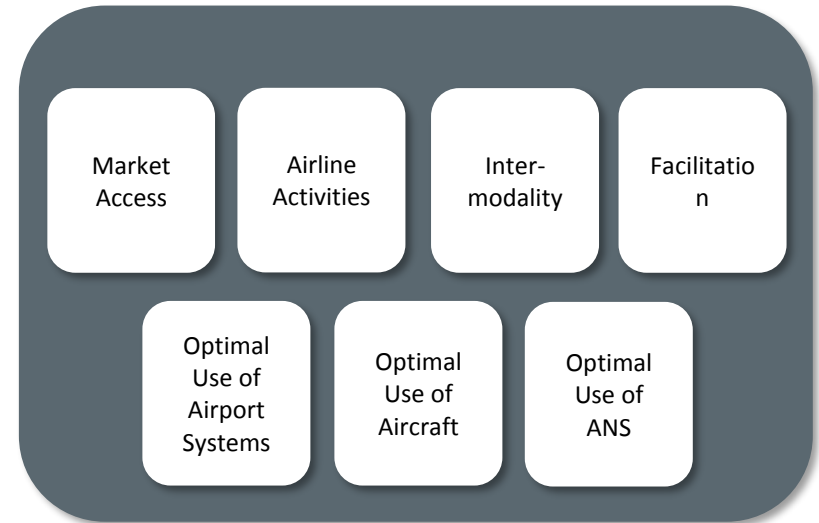 Market
Access
Airline
Activities
Inter-
modality
Facilitatio
n
Optimal
Use of
Airport
Systems
Optimal
Use of
Aircraft
Optimal
Use of
ANS